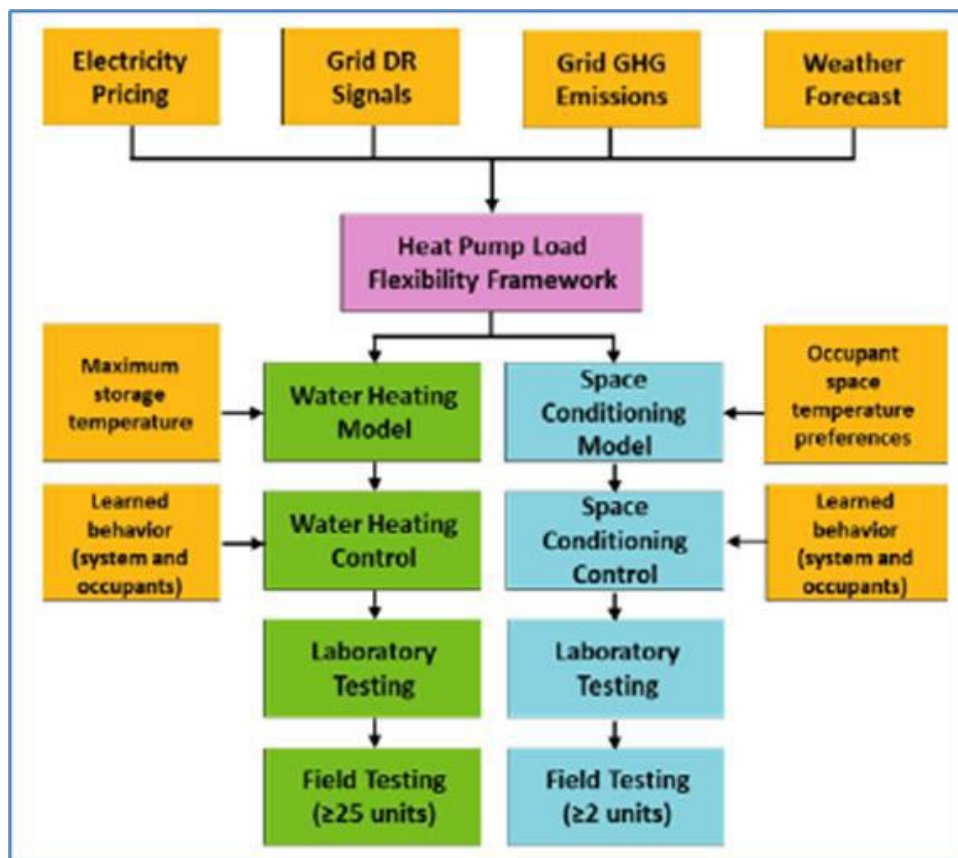 Electricity
Pricing
Grid DR
Signals
Grid GHG
Emissions
Weather
Forecast
Heat Pump Load
Flexibility Framework
Maximum
storage
temperature
Water Heating
Model
Space
Conditioning
Model
Occupant
space
temperature
preferences
Learned
behavior
(system and
occupants)
Water Heating
Control
Space
Conditioning
Control
Learned
behavior
(system and
occupants)
Laboratory
Testing
Laboratory
Testing
Field Testing
(≥25 units)
Field Testing
(≥2 units)